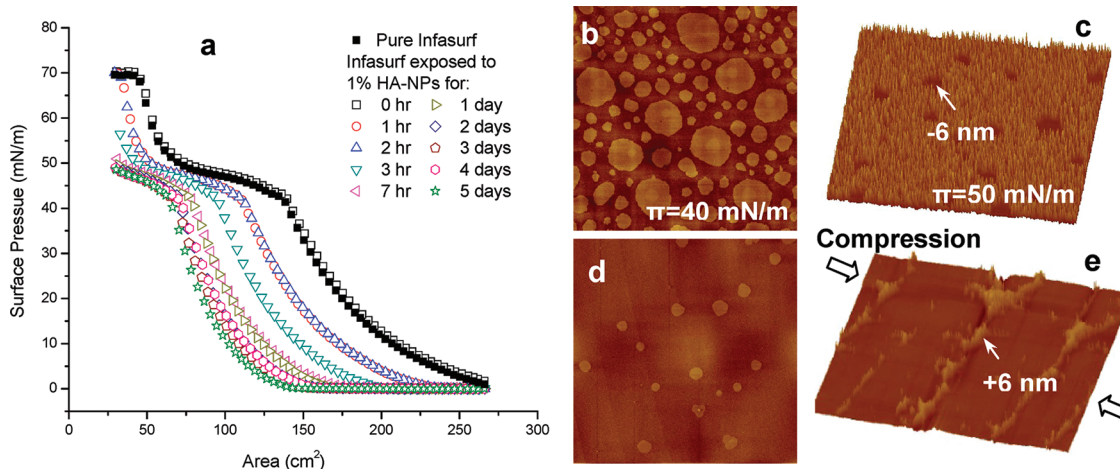 a
Pure Infasurf
Infasurf exposed to
1% HA-NPs for:
0 hr 1 day
1 hr 2 days
2 hr 3 days
3 hr 4 days
7 hr 5 days
80
70
60
50
40
30
20
10
0
Surface Pressue (mN/m)
0 50 100 150 200 250 300
Area (cm²)
b
π=40 mN/m
c
-6 nm
π=50 mN/m
d
Compression
e
+6 nm